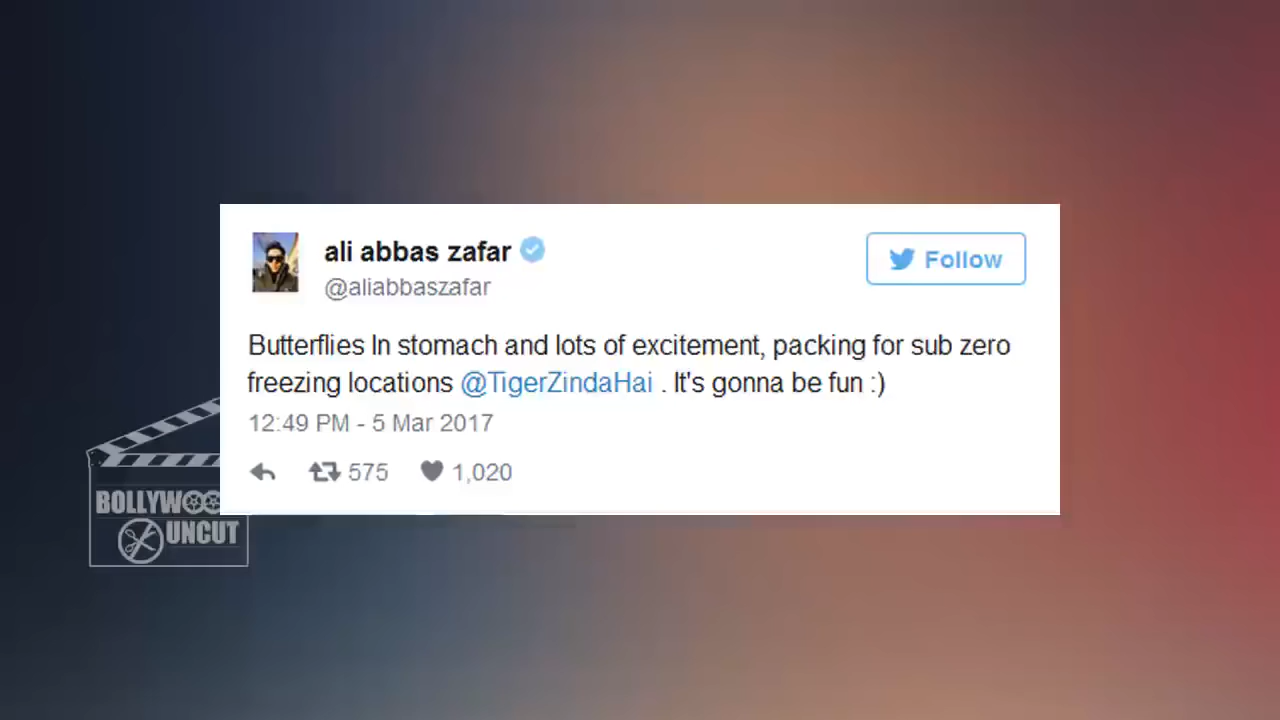 ali abbas zafar
@aliabbaszafar
Follow
Butterflies In stomach and lots of excitement, packing for sub zero
freezing locations @TigerZindaHai . It's gonna be fun :)
12:49 PM - 5 Mar 2017
575 1,020
BOLLYWOO
UNCUT